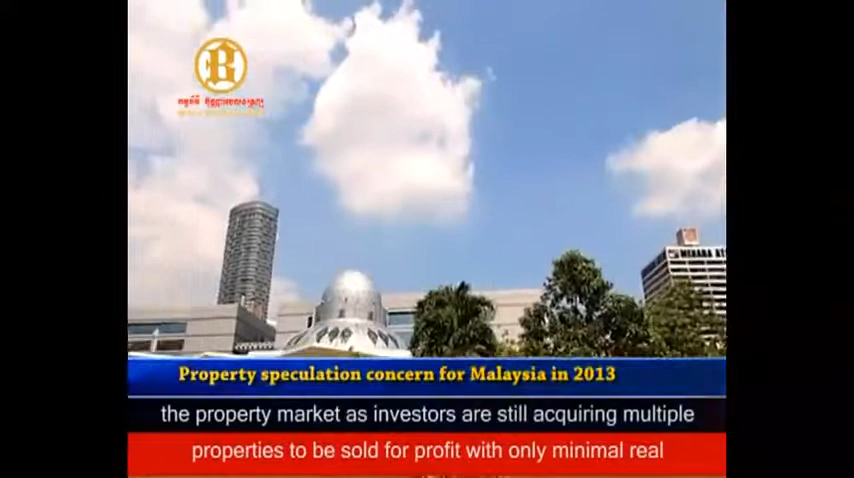 Property speculation concern for Malaysia in 2013
the property market as investors are still acquiring multiple
properties to be sold for profit with only minimal real